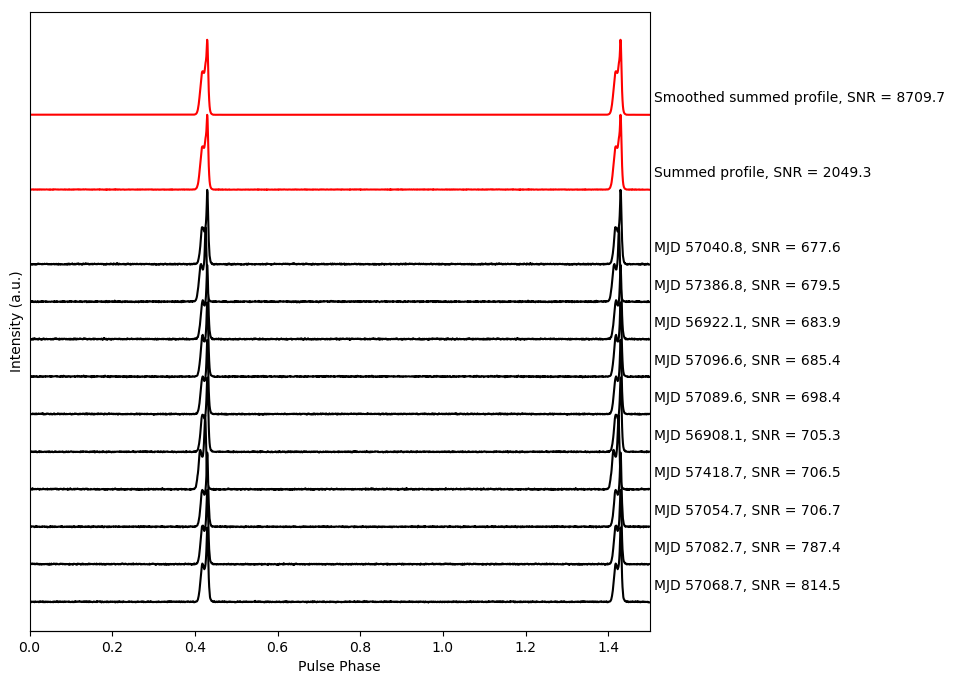 Smoothed summed profile, SNR = 8709.7
Summed profile, SNR = 2049.3
MJD 57040.8, SNR = 677.6
MJD 57386.8, SNR = 679.5
MJD 56922.1, SNR = 683.9
MJD 57096.6, SNR = 685.4
MJD 57089.6, SNR = 698.4
MJD 56908.1, SNR = 705.3
MJD 57418.7, SNR = 706.5
MJD 57054.7, SNR = 706.7
MJD 57082.7, SNR = 787.4
MJD 57068.7, SNR = 814.5
Intensity (a.u.)
0.0 0.2 0.4 0.6 0.8 1.0 1.2 1.4
Pulse Phase